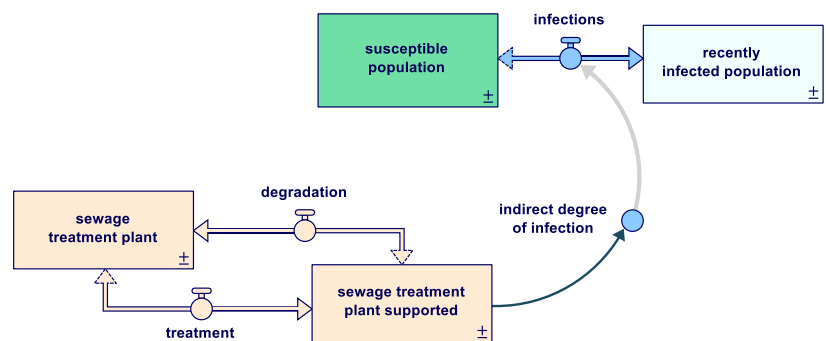 infections
susceptible
population
±
recently
infected population
±
degradation
sewage
treatment plant
±
indirect degree
of infection
sewage treatment
plant supported
±
treatment